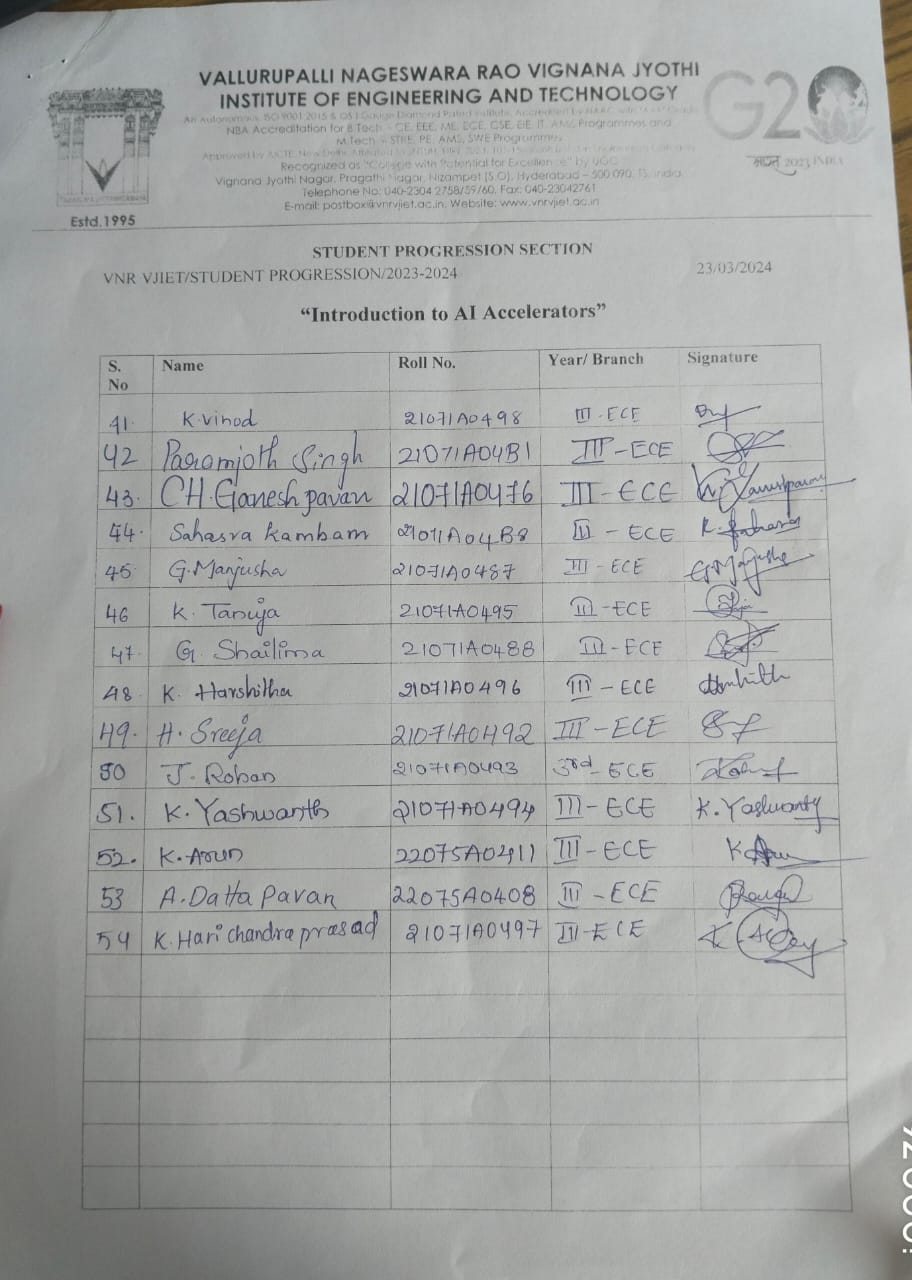 VALLURUPALLI NAGESWARA RAO VIGNANA JYOTHI
INSTITUTE OF ENGINEERING AND TECHNOLOGY
NBA Accreditation for B.Tech – CE, EEE, ME, ECE, CSE, EIE, IT, AME Programmes and
M.Tech – STRE, PE, AMS, SWE Programmes
Recognized as "College with Potential for Excellence" by UGC
Vignana Jyothi Nagar, Pragathi Nagar, Nizampet (S.O), Hyderabad – 500 090, TS, India.
Telephone No: 040-2304 2758/59/60, Fax: 040-23042761
E-mail: postbox@vnrvjiet.ac.in, Website: www.vnrvjiet.ac.in
Estd.1995
G20
भारत 2023 INDIA
STUDENT PROGRESSION SECTION
VNR VJIET/STUDENT PROGRESSION/2023-2024 23/03/2024
“Introduction to AI Accelerators”
S. No Name Roll No. Year/ Branch Signature
41. K.vinod 21071A0498 III-ECE
42 Paramjoth Singh 21071A04B1 III-ECE
43. CH.Ganesh pavan 21071A0476 III-ECE
44. Sahasra kambam 21071A04B8 III - ECE K.Sahasra
45 G.Manjusha 21071A0487 III-ECE G.Manjusha
46 K. Tanuja 21071A0495 III-ECE
47. G. Shailima 21071A0488 III-ECE
48 K. Harshitha 21071A0496 III-ECE
49. H. Sreeja 21071A0492 III-ECE
50 J. Rohan 21071A0493 3rd- ECE
51. K. Yashwanth 21071A0494 III-ECE K. Yashwanth
52. K. Arun 22075A0411 III-ECE K Arun
53 A. Datta Pavan 22075A0408 III-ECE
54 K. Hari chandra prasad 21071A0497 III-ECE